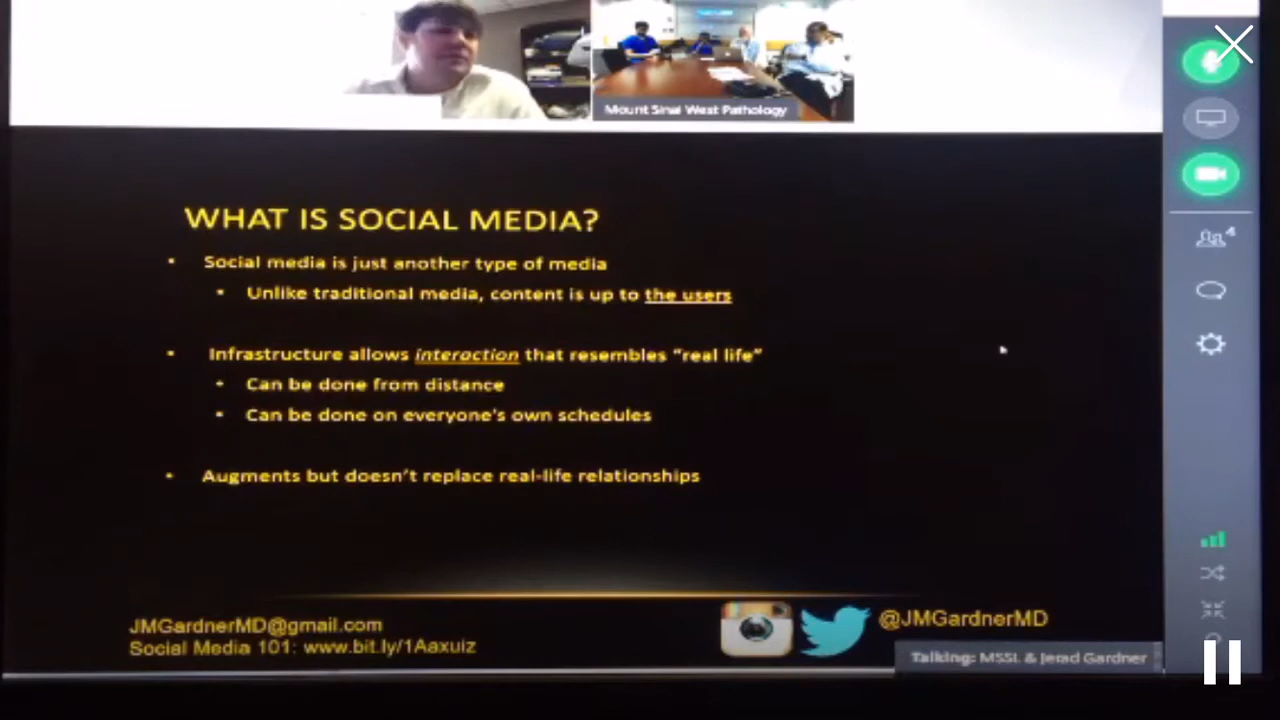 Mount Sinai West Pathology
WHAT IS SOCIAL MEDIA?
Social media is just another type of media
Unlike traditional media, content is up to the users
Infrastructure allows interaction that resembles “real life”
Can be done from distance
Can be done on everyone’s own schedules
Augments but doesn’t replace real-life relationships
JMGardnerMD@gmail.com
Social Media 101: www.bit.ly/1Aaxuiz
@JMGardnerMD
Talking: MSSL & Jerad Gardner
4